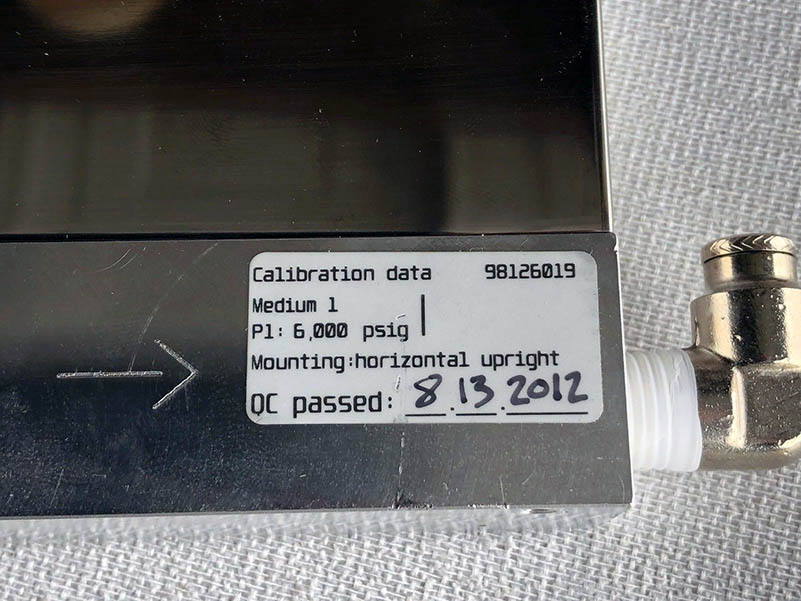 Calibration data 98126019
Medium 1
P1: 6,000 psig
Mounting:horizontal upright
QC passed: 8.13.2012